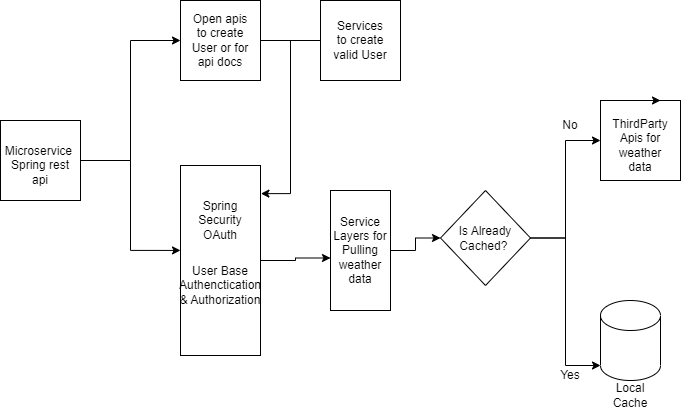 Open apis
to create
User or for
api docs
Services
to create
valid User
Microservice
Spring rest
api
Spring
Security
OAuth
User Base
Authenctication
& Authorization
Service
Layers for
Pulling
weather
data
Is Already
Cached?
No
ThirdParty
Apis for
weather
data
Yes
Local
Cache